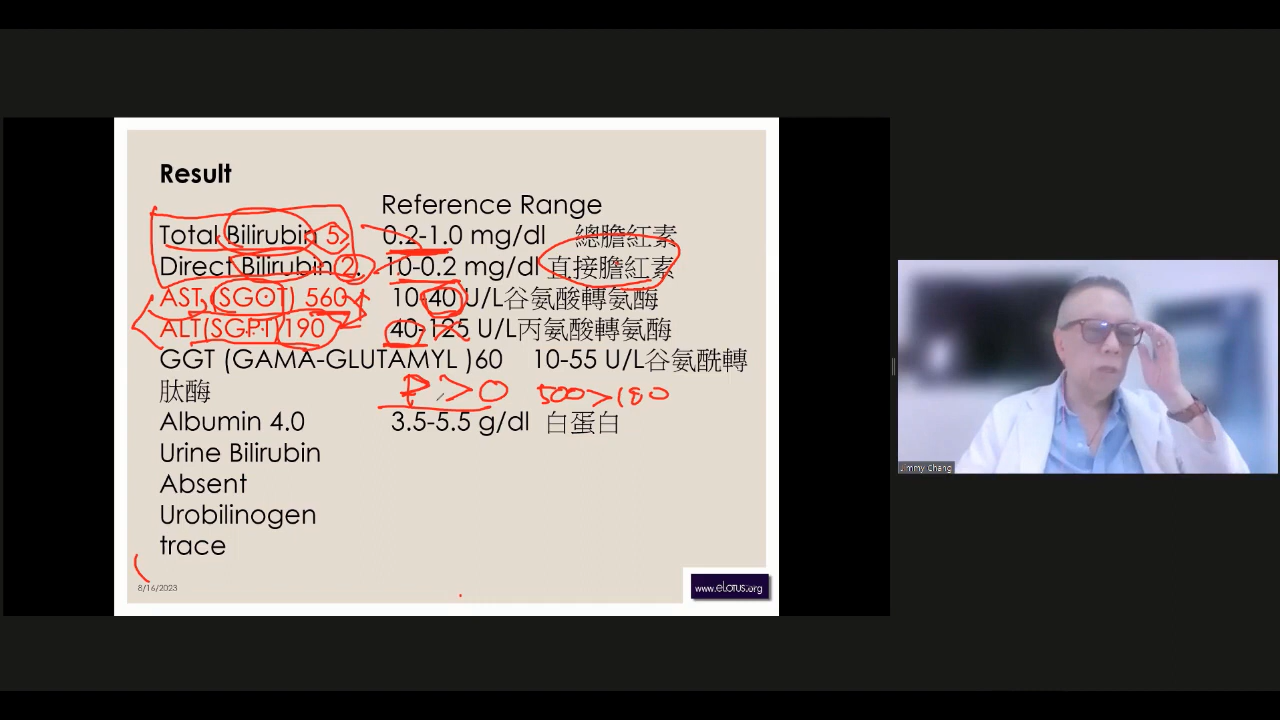 Result
Reference Range
Total Bilirubin 5 0.2-1.0 mg/dl 總膽紅素
Direct Bilirubin 2. 10-0.2 mg/dl 直接膽紅素
AST (SGOT) 560 10-40 U/L谷氨酸轉氨酶
ALT(SGPT) 190 40-125 U/L丙氨酸轉氨酶
GGT (GAMA-GLUTAMYL )60 10-55 U/L谷氨酰轉
肽酶
P > O 500>180
Albumin 4.0 3.5-5.5 g/dl 白蛋白
Urine Bilirubin
Absent
Urobilinogen
trace
8/16/2023
www.eLotus.org
Jimmy Chang